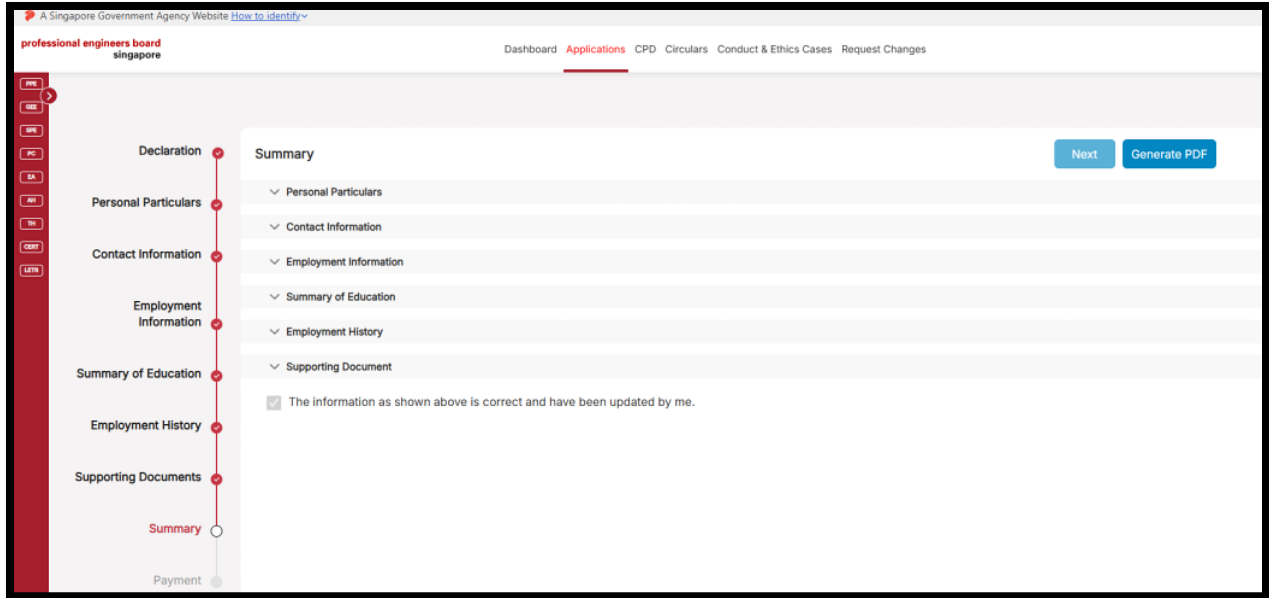 A Singapore Government Agency Website How to identify
professional engineers board
singapore
Dashboard Applications CPD Circulars Conduct & Ethics Cases Request Changes
PPE
GEE
SPE
PC
EA
AH
TH
CERT
LETR
Declaration
Personal Particulars
Contact Information
Employment
Information
Summary of Education
Employment History
Supporting Documents
Summary
Payment
Summary
Next
Generate PDF
Personal Particulars
Contact Information
Employment Information
Summary of Education
Employment History
Supporting Document
The information as shown above is correct and have been updated by me.